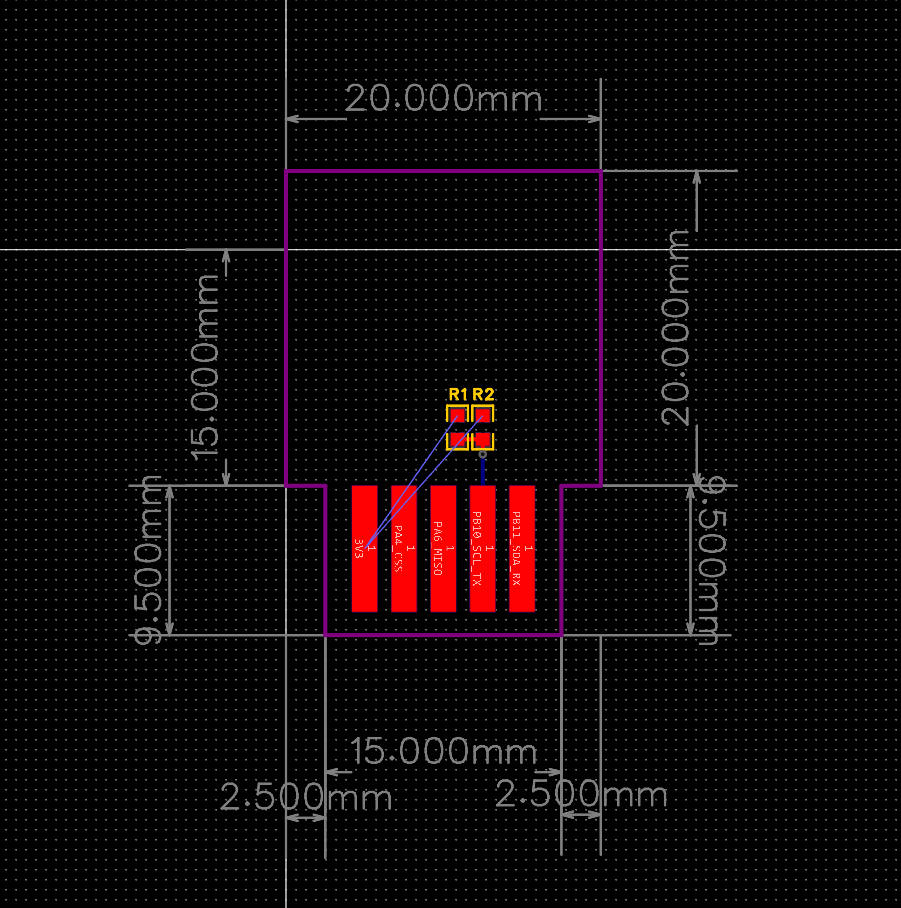 20.000mm
20.000mm
15.000mm
R1 R2
9.500mm
9.500mm
3V3
1
PA4_CSS
1
PA6_MISO
1
PB10_SCL_TX
1
PB11_SDA_RX
1
15.000mm
2.500mm
2.500mm